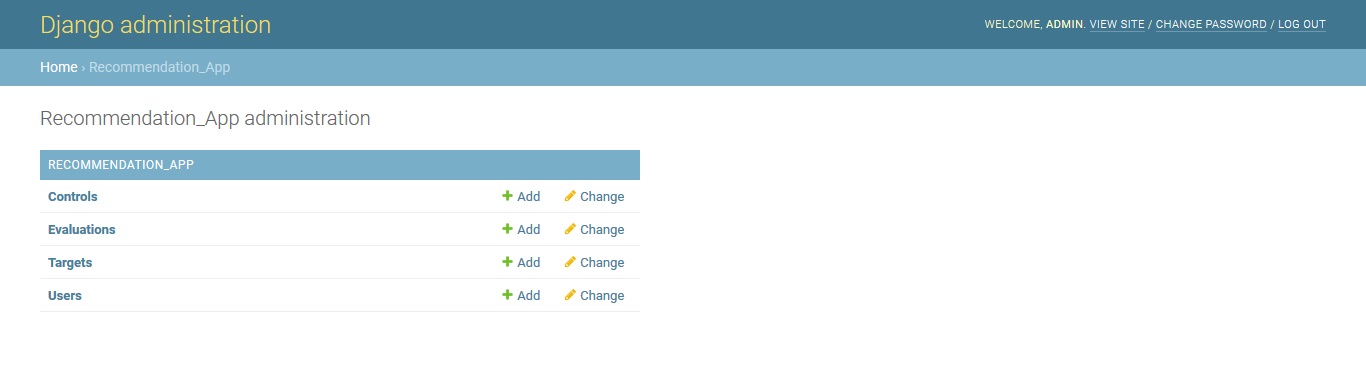 Django administration
WELCOME, ADMIN. VIEW SITE / CHANGE PASSWORD / LOG OUT
Home › Recommendation_App
Recommendation_App administration
RECOMMENDATION_APP
Controls Add Change
Evaluations Add Change
Targets Add Change
Users Add Change